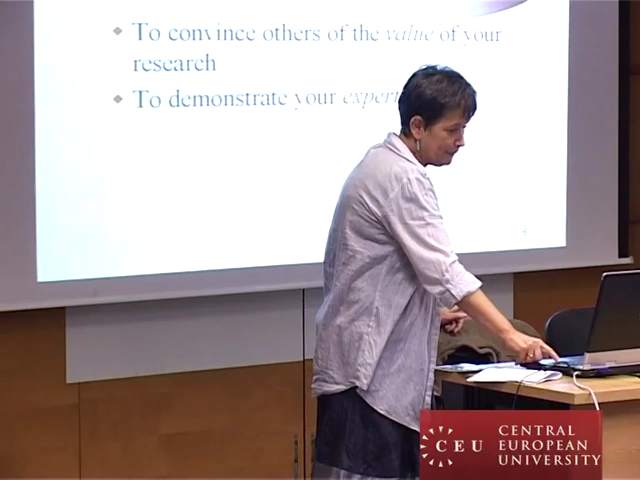 To convince others of the value of your
research
To demonstrate your
CEU
CENTRAL
EUROPEAN
UNIVERSITY